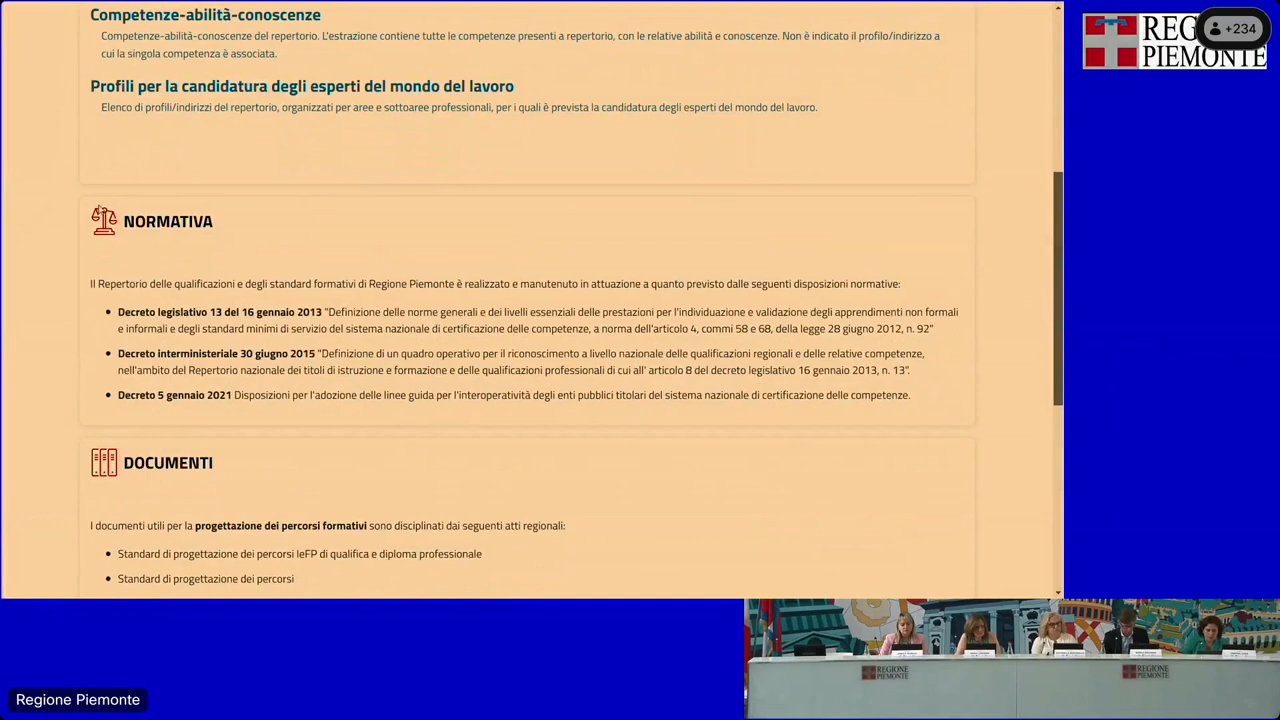 Competenze-abilità-conoscenze
Competenze-abilità-conoscenze del repertorio. L'estrazione contiene tutte le competenze presenti a repertorio, con le relative abilità e conoscenze. Non è indicato il profilo/indirizzo a
cui la singola competenza è associata.
Profili per la candidatura degli esperti del mondo del lavoro
Elenco di profili/indirizzi del repertorio, organizzati per aree e sottoaree professionali, per i quali è prevista la candidatura degli esperti del mondo del lavoro.
NORMATIVA
Il Repertorio delle qualificazioni e degli standard formativi di Regione Piemonte è realizzato e manutenuto in attuazione a quanto previsto dalle seguenti disposizioni normative:
Decreto legislativo 13 del 16 gennaio 2013 "Definizione delle norme generali e dei livelli essenziali delle prestazioni per l'individuazione e validazione degli apprendimenti non formali
e informali e degli standard minimi di servizio del sistema nazionale di certificazione delle competenze, a norma dell'articolo 4, commi 58 e 68, della legge 28 giugno 2012, n. 92"
Decreto interministeriale 30 giugno 2015 "Definizione di un quadro operativo per il riconoscimento a livello nazionale delle qualificazioni regionali e delle relative competenze,
nell'ambito del Repertorio nazionale dei titoli di istruzione e formazione e delle qualificazioni professionali di cui all' articolo 8 del decreto legislativo 16 gennaio 2013, n. 13".
Decreto 5 gennaio 2021 Disposizioni per l'adozione delle linee guida per l'interoperatività degli enti pubblici titolari del sistema nazionale di certificazione delle competenze.
DOCUMENTI
I documenti utili per la progettazione dei percorsi formativi sono disciplinati dai seguenti atti regionali:
Standard di progettazione dei percorsi IeFP di qualifica e diploma professionale
Standard di progettazione dei percorsi
+234
PIEMONTE
REGIONE
PIEMONTE
REGIONE
PIEMONTE
Regione Piemonte